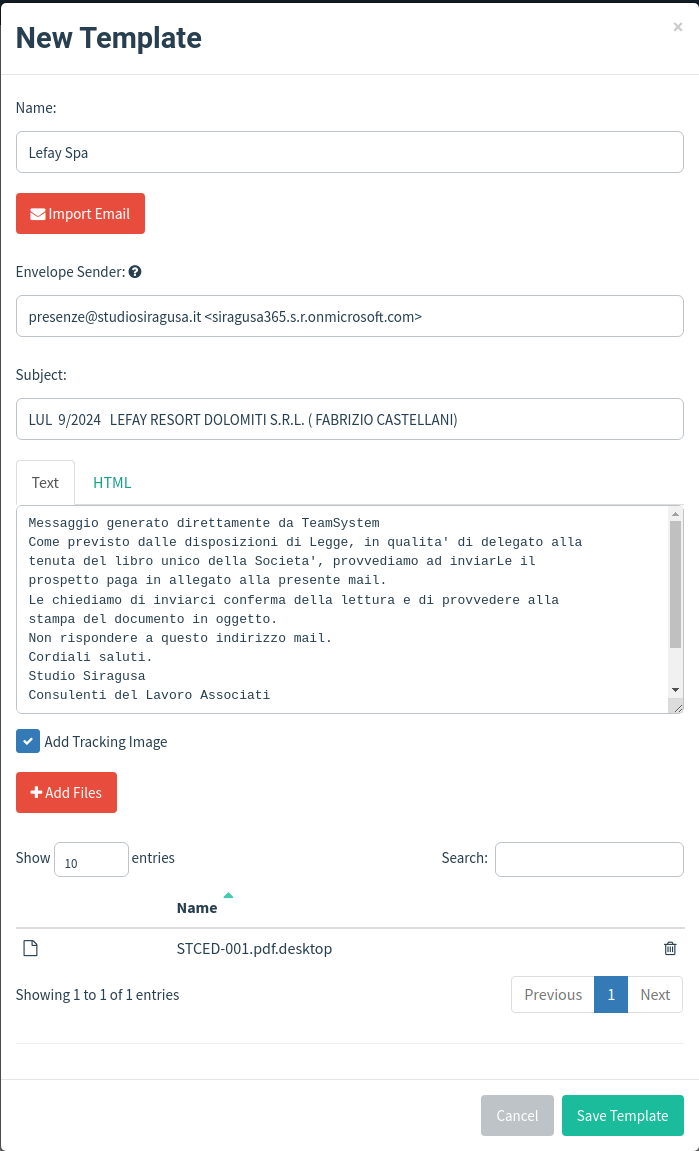 New Template
×
Name:
Lefay Spa
Import Email
Envelope Sender:
presenze@studiosiragusa.it <siragusa365.s.r.onmicrosoft.com>
Subject:
LUL 9/2024 LEFAY RESORT DOLOMITI S.R.L. ( FABRIZIO CASTELLANI)
Text HTML
Messaggio generato direttamente da TeamSystem
Come previsto dalle disposizioni di Legge, in qualita' di delegato alla
tenuta del libro unico della Societa', provvediamo ad inviarLe il
prospetto paga in allegato alla presente mail.
Le chiediamo di inviarci conferma della lettura e di provvedere alla
stampa del documento in oggetto.
Non rispondere a questo indirizzo mail.
Cordiali saluti.
Studio Siragusa
Consulenti del Lavoro Associati
Add Tracking Image
Add Files
Show 10 entries Search:
Name
STCED-001.pdf.desktop
Showing 1 to 1 of 1 entries Previous 1 Next
Cancel Save Template